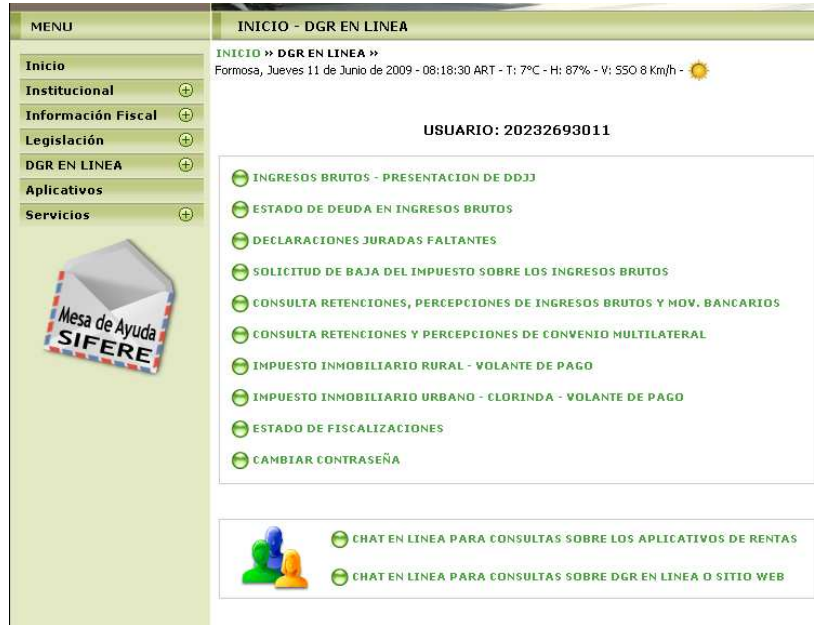 MENU
Inicio
Institucional
Información Fiscal
Legislación
DGR EN LINEA
Aplicativos
Servicios
Mesa de Ayuda
SIFERE
INICIO - DGR EN LINEA
INICIO » DGR EN LINEA »
Formosa, Jueves 11 de Junio de 2009 - 08:18:30 ART - T: 7ºC - H: 87% - V: SSO 8 Km/h -
USUARIO: 20232693011
INGRESOS BRUTOS - PRESENTACION DE DDJJ
ESTADO DE DEUDA EN INGRESOS BRUTOS
DECLARACIONES JURADAS FALTANTES
SOLICITUD DE BAJA DEL IMPUESTO SOBRE LOS INGRESOS BRUTOS
CONSULTA RETENCIONES, PERCEPCIONES DE INGRESOS BRUTOS Y MOV. BANCARIOS
CONSULTA RETENCIONES Y PERCEPCIONES DE CONVENIO MULTILATERAL
IMPUESTO INMOBILIARIO RURAL - VOLANTE DE PAGO
IMPUESTO INMOBILIARIO URBANO - CLORINDA - VOLANTE DE PAGO
ESTADO DE FISCALIZACIONES
CAMBIAR CONTRASEÑA
CHAT EN LINEA PARA CONSULTAS SOBRE LOS APLICATIVOS DE RENTAS
CHAT EN LINEA PARA CONSULTAS SOBRE DGR EN LINEA O SITIO WEB